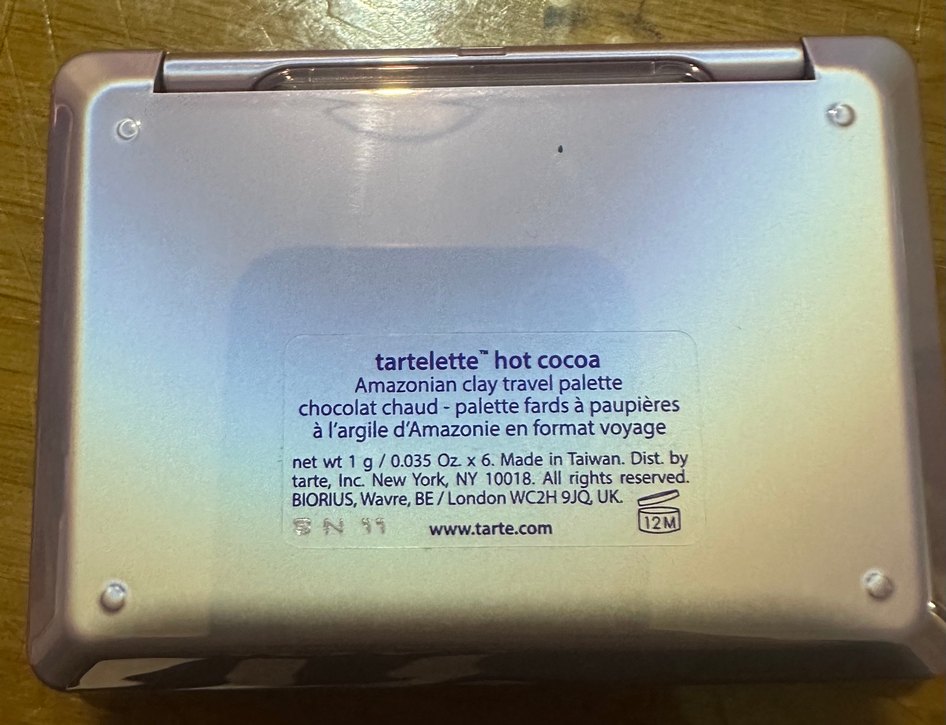 tartelette™ hot cocoa
Amazonian clay travel palette
chocolat chaud - palette fards à paupières
à l'argile d'Amazonie en format voyage
net wt 1 g / 0.035 Oz. x 6. Made in Taiwan. Dist. by
tarte, Inc. New York, NY 10018. All rights reserved.
BIORIUS, Wavre, BE / London WC2H 9JQ, UK.
12M
N 11 www.tarte.com